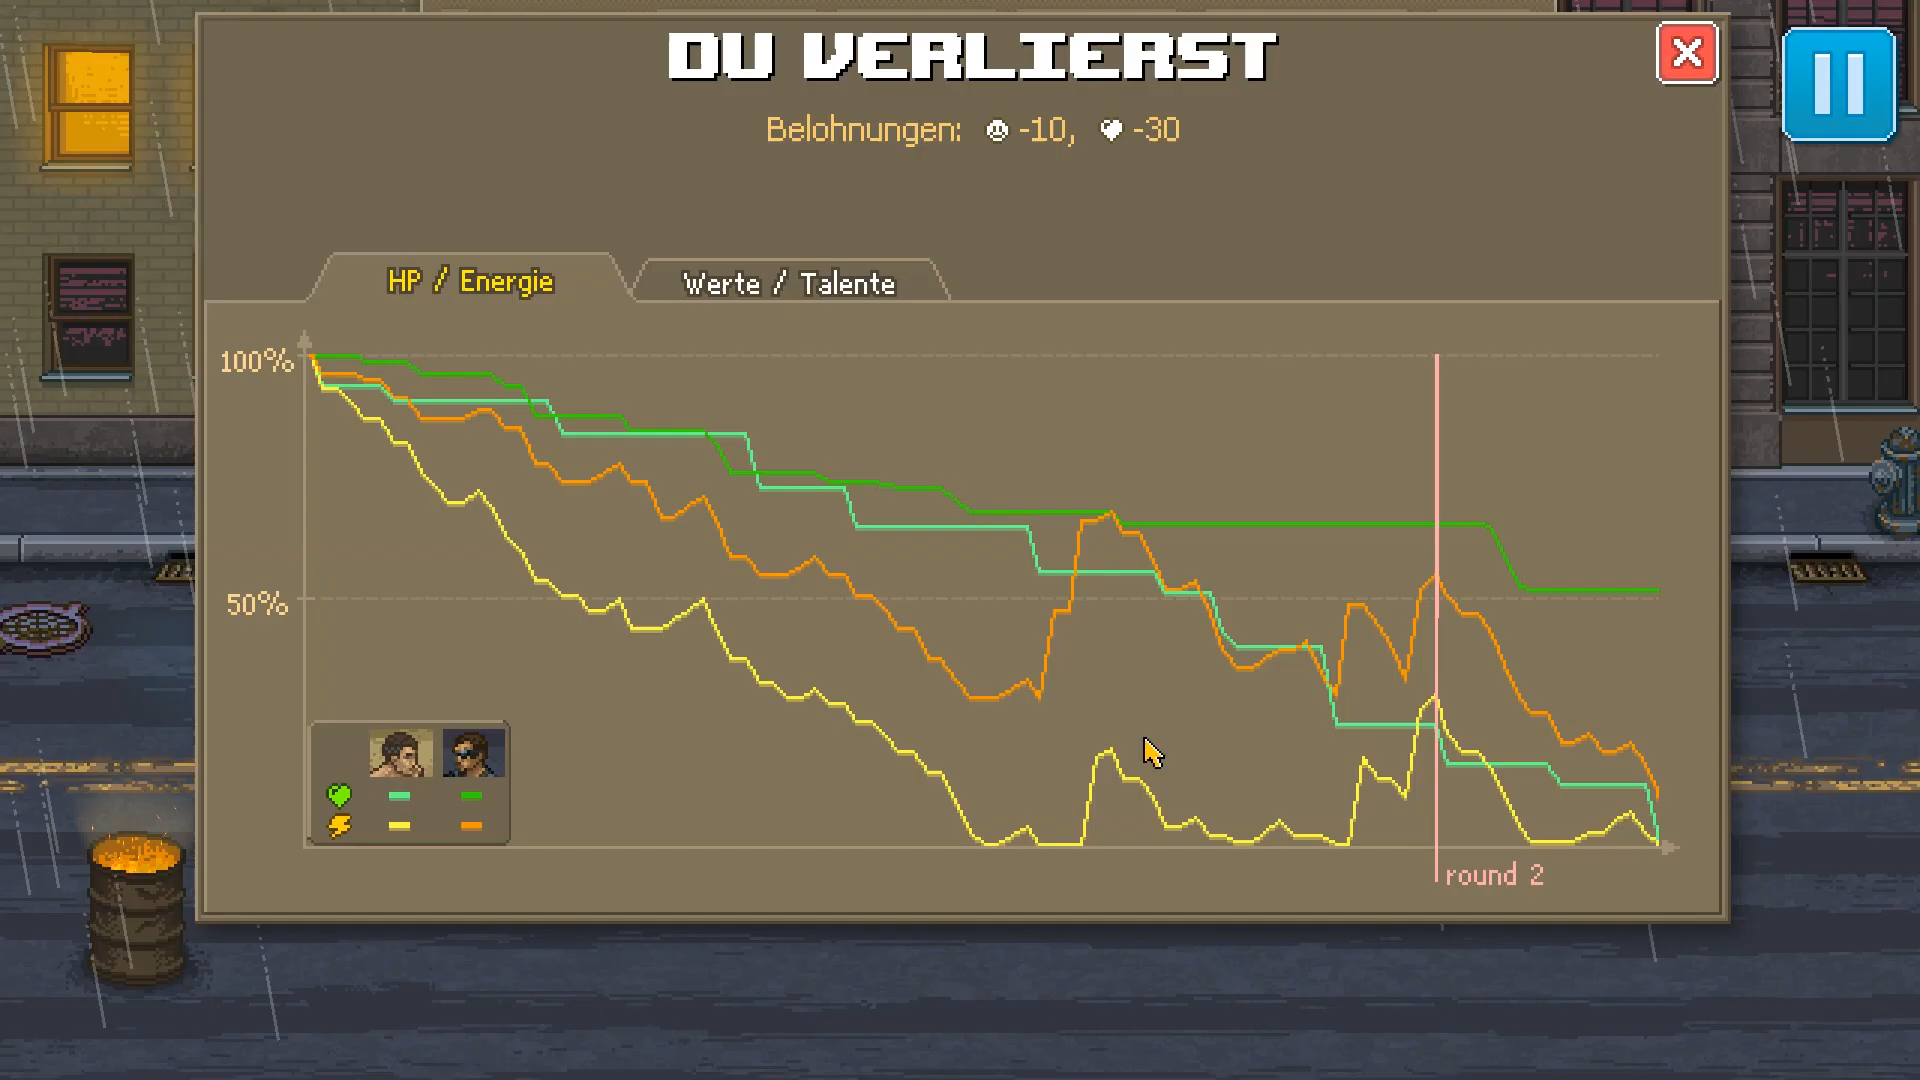 DU VERLIERST
Belohnungen: -10, -30
HP / Energie
Werte / Talente
100%
50%
round 2